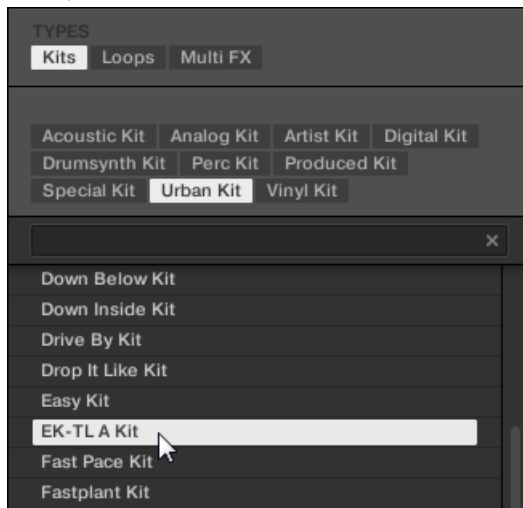 TYPES
Kits Loops Multi FX
Acoustic Kit Analog Kit Artist Kit Digital Kit
Drumsynth Kit Perc Kit Produced Kit
Special Kit Urban Kit Vinyl Kit
Down Below Kit
Down Inside Kit
Drive By Kit
Drop It Like Kit
Easy Kit
EK-TL A Kit
Fast Pace Kit
Fastplant Kit